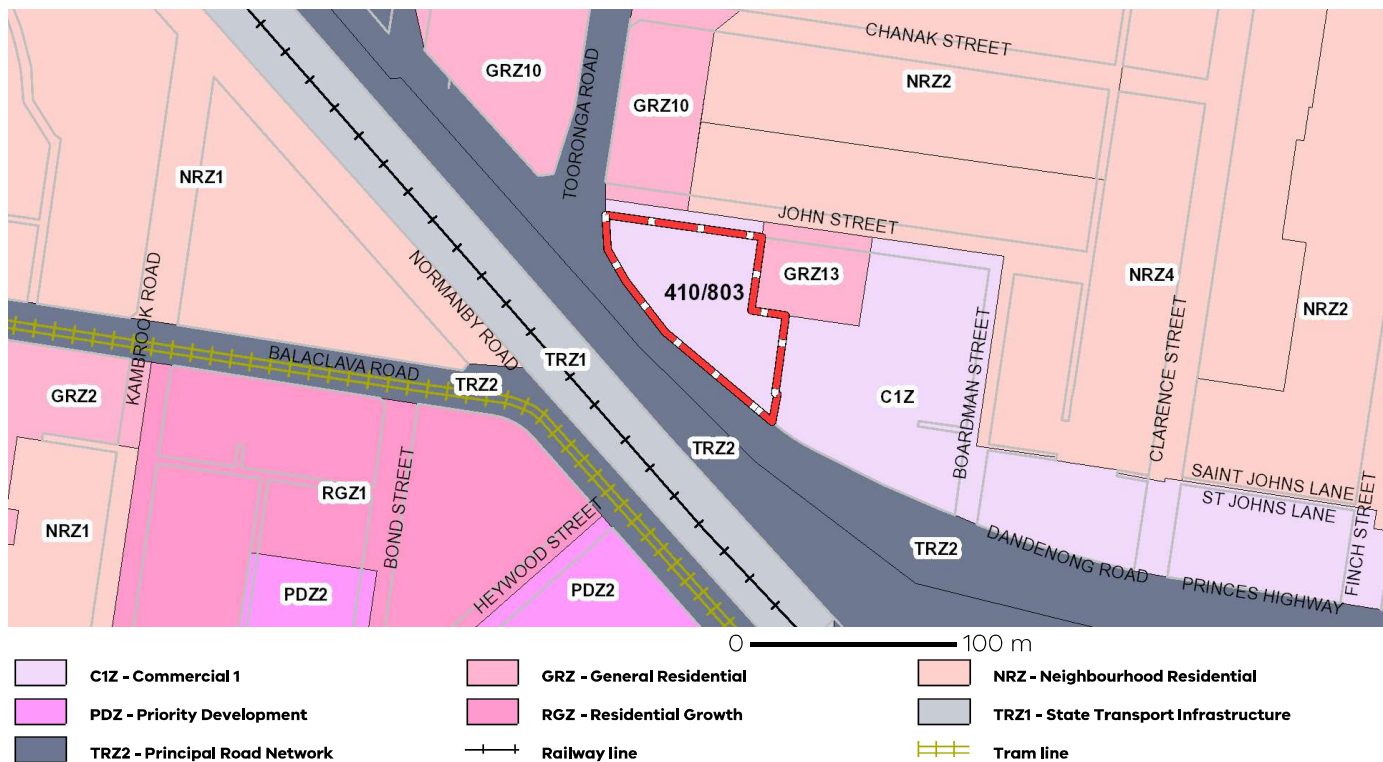 CHANAK STREET
GRZ10
TOORONGA ROAD
NRZ2
GRZ10
NRZ1
JOHN STREET
GRZ13
NRZ4
410/803
NRZ2
KAMBROOK ROAD
NORMANBY ROAD
BALACLAVA ROAD
TRZ1
TRZ2
BOARDMAN STREET
CLARENCE STREET
GRZ2
C1Z
TRZ2
SAINT JOHNS LANE
ST JOHNS LANE
RGZ1
BOND STREET
NRZ1
HEYWOOD STREET
TRZ2
DANDENONG ROAD
PRINCES HIGHWAY
FINCH STREET
PDZ2
PDZ2
0 100 m
C1Z - Commercial 1
GRZ - General Residential
NRZ - Neighbourhood Residential
PDZ - Priority Development
RGZ - Residential Growth
TRZ1 - State Transport Infrastructure
TRZ2 - Principal Road Network
Railway line
Tram line